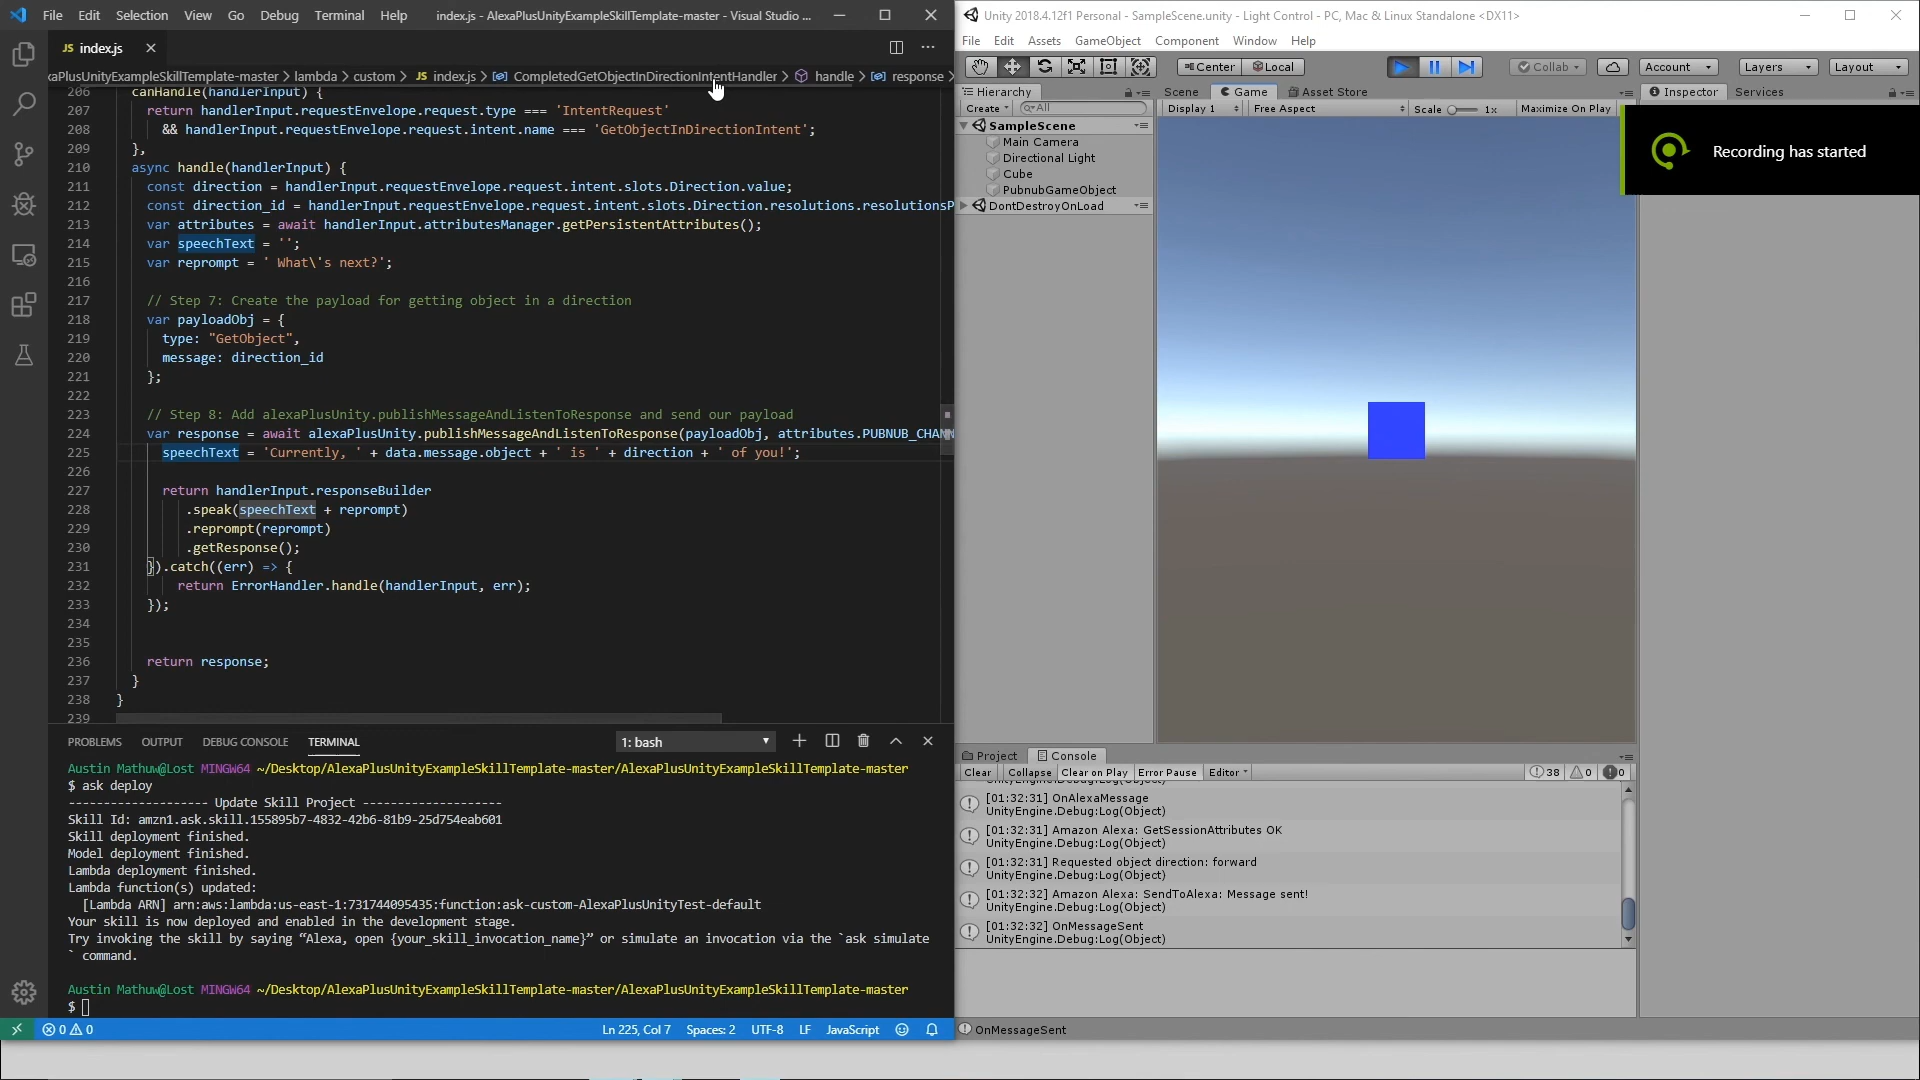 File Edit Selection View Go Debug Terminal Help index.js - AlexaPlusUnityExampleSkillTemplate-master - Visual Studio ...
JS index.js
xaPlusUnityExampleSkillTemplate-master > lambda > custom > JS index.js > CompletedGetObjectInDirectionIntentHandler > handle > response >
206 canHandle(handlerInput) {
207 return handlerInput.requestEnvelope.request.type === 'IntentRequest'
208 && handlerInput.requestEnvelope.request.intent.name === 'GetObjectInDirectionIntent';
209 },
210 async handle(handlerInput) {
211 const direction = handlerInput.requestEnvelope.request.intent.slots.Direction.value;
212 const direction_id = handlerInput.requestEnvelope.request.intent.slots.Direction.resolutions.resolutionsP
213 var attributes = await handlerInput.attributesManager.getPersistentAttributes();
214 var speechText = '';
215 var reprompt = ' What\'s next?';
216
217 // Step 7: Create the payload for getting object in a direction
218 var payloadObj = {
219 type: "GetObject",
220 message: direction_id
221 };
222
223 // Step 8: Add alexaPlusUnity.publishMessageAndListenToResponse and send our payload
224 var response = await alexaPlusUnity.publishMessageAndListenToResponse(payloadObj, attributes.PUBNUB_CHANN
225 speechText = 'Currently, ' + data.message.object + ' is ' + direction + ' of you!';
226
227 return handlerInput.responseBuilder
228 .speak(speechText + reprompt)
229 .reprompt(reprompt)
230 .getResponse();
231 }).catch((err) => {
232 return ErrorHandler.handle(handlerInput, err);
233 });
234
235
236 return response;
237 }
238 }
239
PROBLEMS OUTPUT DEBUG CONSOLE TERMINAL 1: bash
Austin Mathuw@Lost MINGW64 ~/Desktop/AlexaPlusUnityExampleSkillTemplate-master/AlexaPlusUnityExampleSkillTemplate-master
$ ask deploy
-------------------- Update Skill Project --------------------
Skill Id: amzn1.ask.skill.155895b7-4832-42b6-81b9-25d754eab601
Skill deployment finished.
Model deployment finished.
Lambda deployment finished.
Lambda function(s) updated:
[Lambda ARN] arn:aws:lambda:us-east-1:731744095435:function:ask-custom-AlexaPlusUnityTest-default
Your skill is now deployed and enabled in the development stage.
Try invoking the skill by saying “Alexa, open {your_skill_invocation_name}” or simulate an invocation via the `ask simulate
` command.
Austin Mathuw@Lost MINGW64 ~/Desktop/AlexaPlusUnityExampleSkillTemplate-master/AlexaPlusUnityExampleSkillTemplate-master
$
0 0 Ln 225, Col 7 Spaces: 2 UTF-8 LF JavaScript
Unity 2018.4.12f1 Personal - SampleScene.unity - Light Control - PC, Mac & Linux Standalone <DX11>
File Edit Assets GameObject Component Window Help
Center Local Collab Account Layers Layout
Hierarchy Scene Game Asset Store Inspector Services
Create All Display 1 Free Aspect Scale 1x Maximize On Play
SampleScene
Main Camera
Directional Light
Cube
PubnubGameObject
DontDestroyOnLoad
Recording has started
Project Console
Clear Collapse Clear on Play Error Pause Editor 38 0 0
UnityEngine.Debug:Log(Object)
[01:32:31] OnAlexaMessage
UnityEngine.Debug:Log(Object)
[01:32:31] Amazon Alexa: GetSessionAttributes OK
UnityEngine.Debug:Log(Object)
[01:32:31] Requested object direction: forward
UnityEngine.Debug:Log(Object)
[01:32:32] Amazon Alexa: SendToAlexa: Message sent!
UnityEngine.Debug:Log(Object)
[01:32:32] OnMessageSent
UnityEngine.Debug:Log(Object)
OnMessageSent